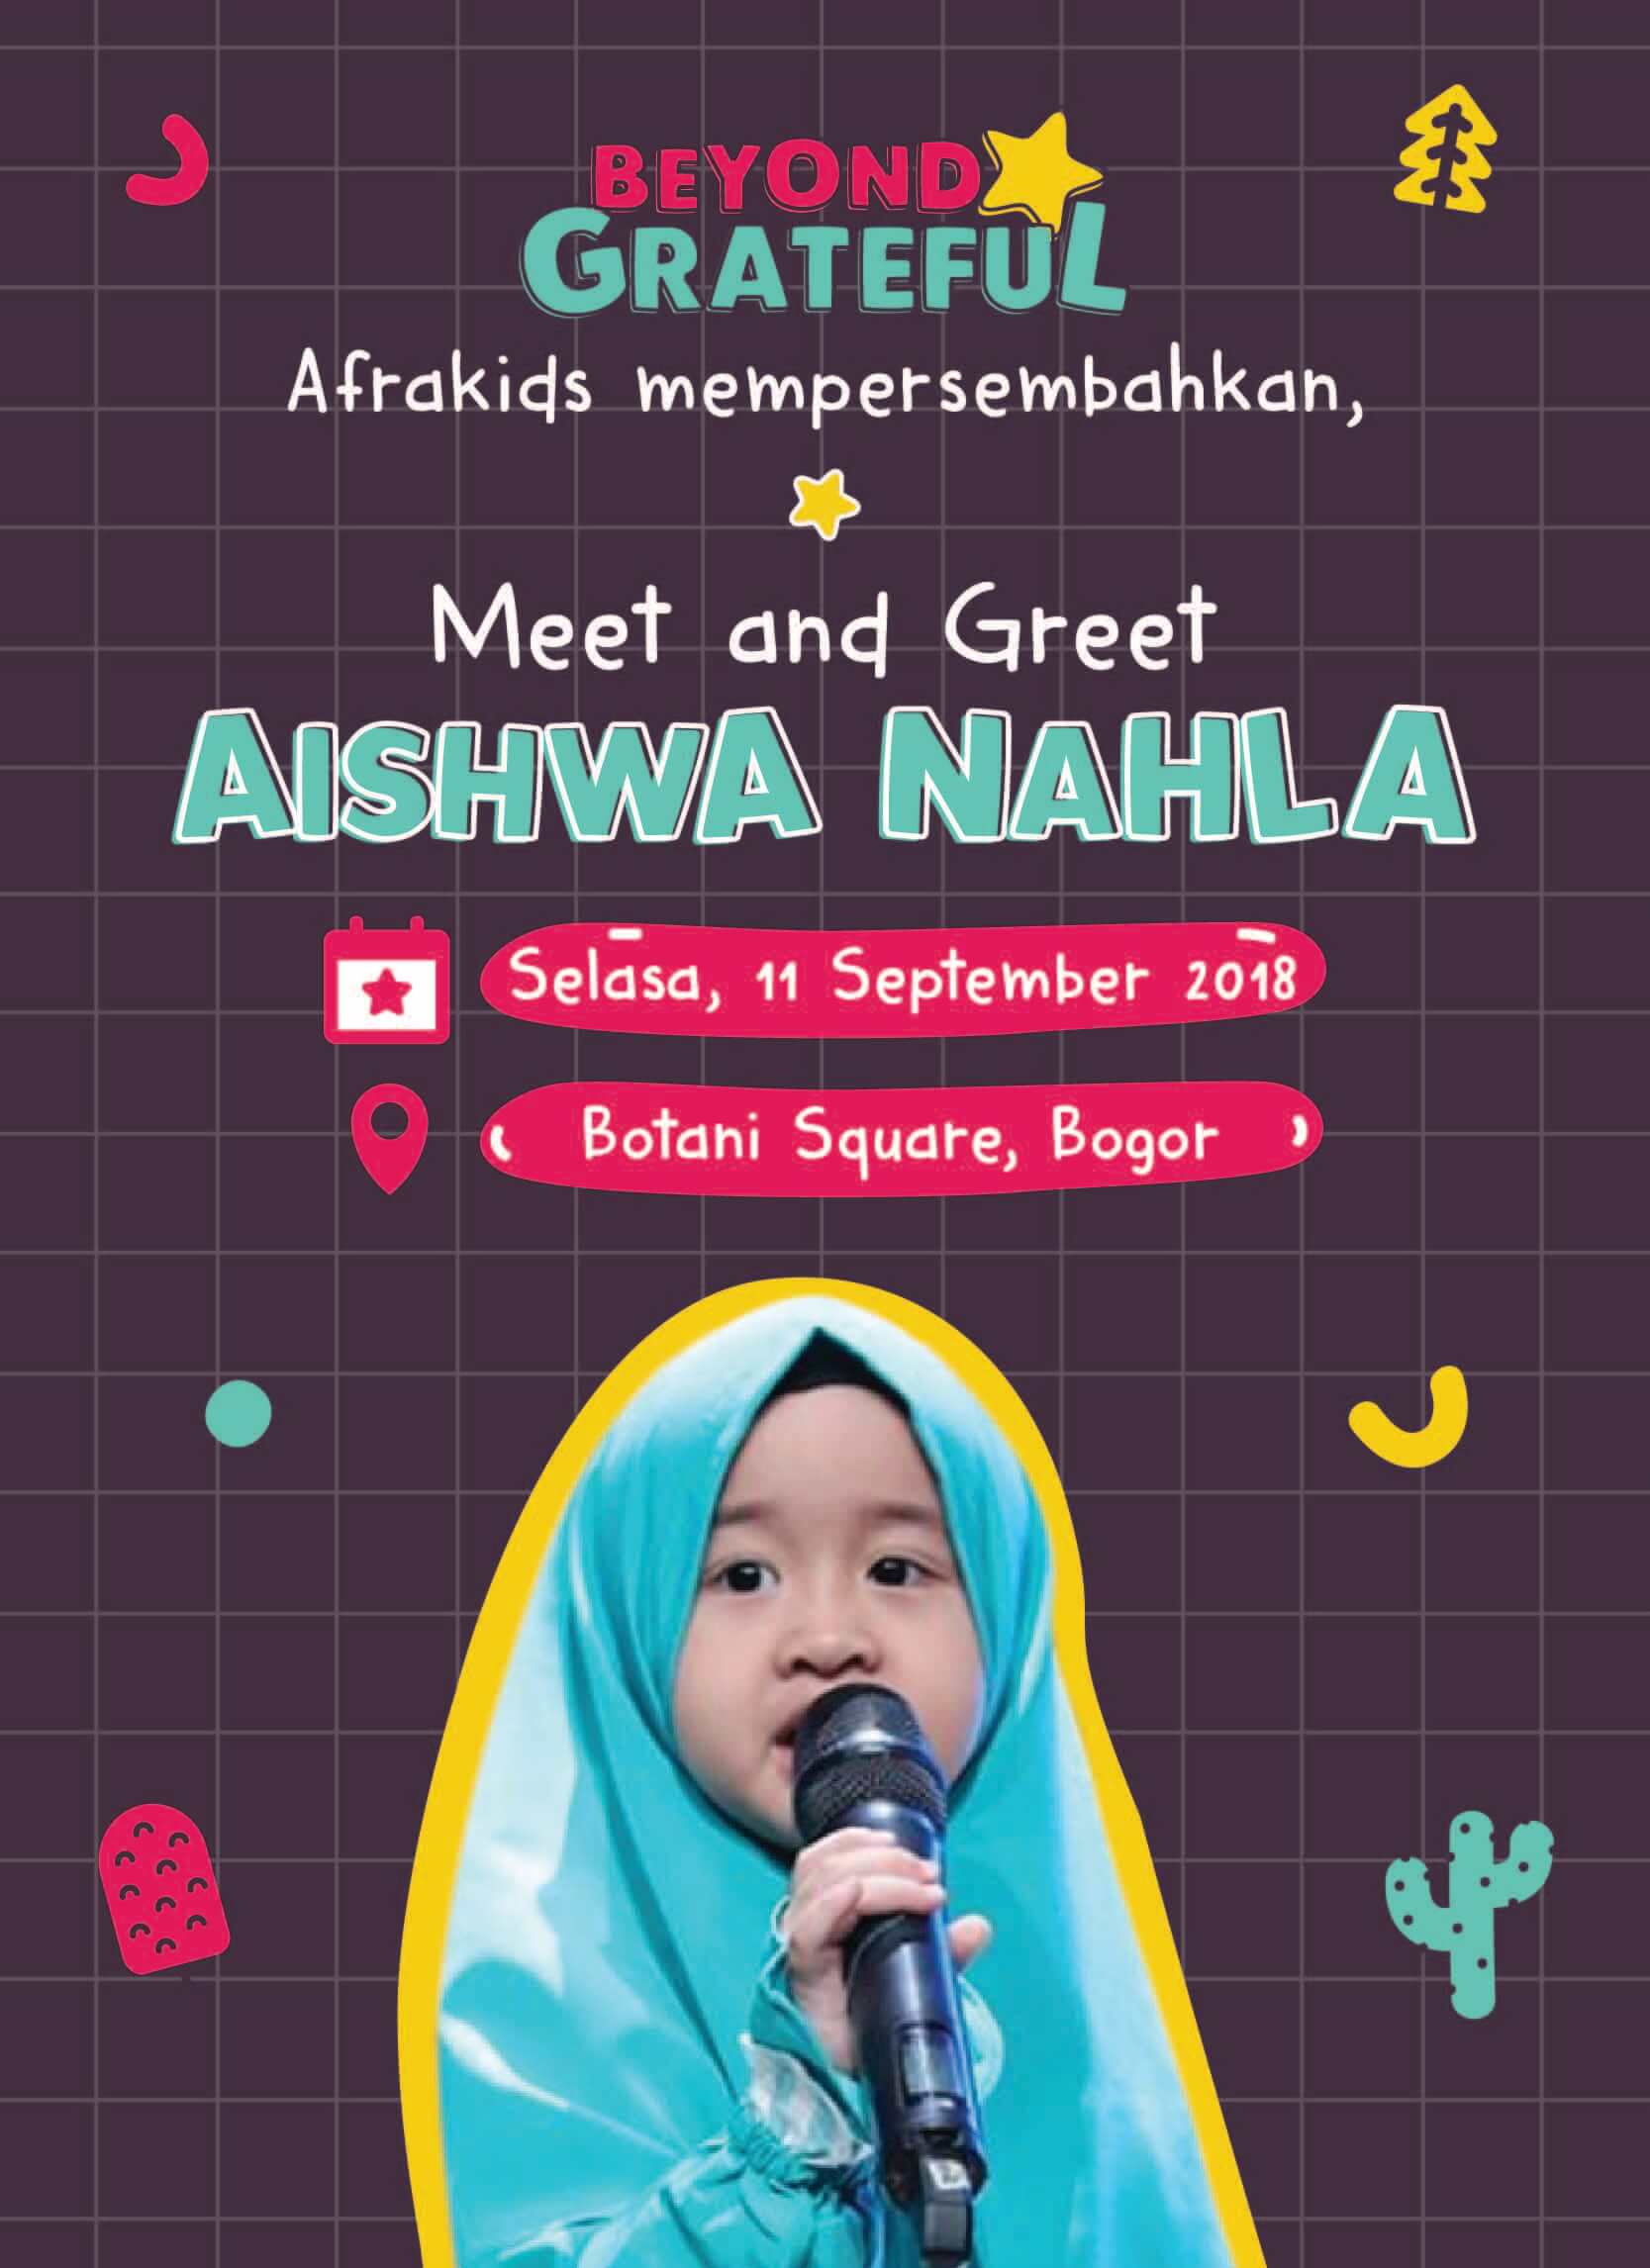 BEYOND
GRATEFUL
Afrakids mempersembahkan,
Meet and Greet
AISHWA NAHLA
Selasa, 11 September 2018
Botani Square, Bogor